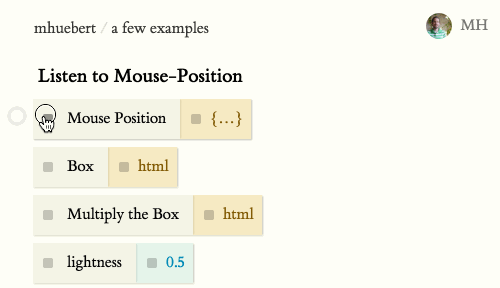 mhuebert / a few examples
MH
Listen to Mouse-Position
Mouse Position {...}
Box html
Multiply the Box html
lightness 0.5